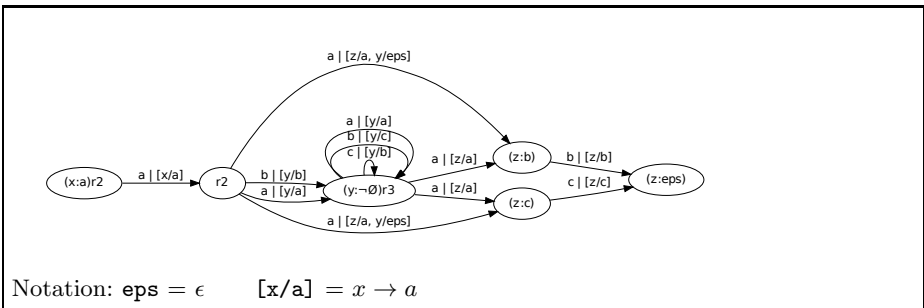 a | [z/a, y/eps]
a | [y/a]
b | [y/c]
c | [y/b]
(x:a)r2
a | [x/a]
r2
b | [y/b]
a | [y/a]
(y:¬Ø)r3
a | [z/a]
a | [z/a]
(z:b)
b | [z/b]
(z:c)
c | [z/c]
(z:eps)
a | [z/a, y/eps]
Notation: eps = ϵ [x/a] = x → a